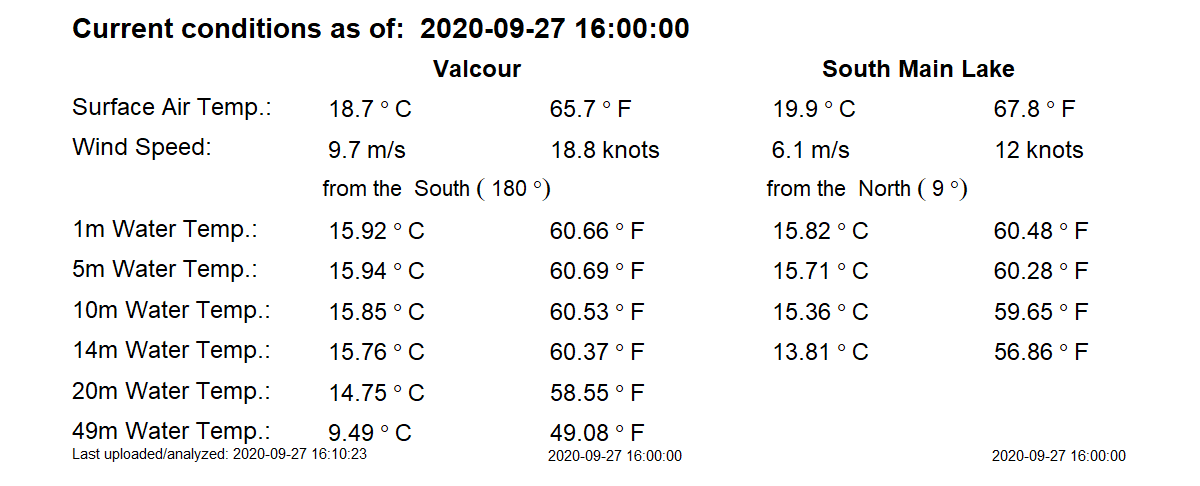 Current conditions as of: 2020-09-27 16:00:00
Valcour South Main Lake
Surface Air Temp.: 18.7 ° C 65.7 ° F 19.9 ° C 67.8 ° F
Wind Speed: 9.7 m/s 18.8 knots 6.1 m/s 12 knots
from the South ( 180 °) from the North ( 9 °)
1m Water Temp.: 15.92 ° C 60.66 ° F 15.82 ° C 60.48 ° F
5m Water Temp.: 15.94 ° C 60.69 ° F 15.71 ° C 60.28 ° F
10m Water Temp.: 15.85 ° C 60.53 ° F 15.36 ° C 59.65 ° F
14m Water Temp.: 15.76 ° C 60.37 ° F 13.81 ° C 56.86 ° F
20m Water Temp.: 14.75 ° C 58.55 ° F
49m Water Temp.: 9.49 ° C 49.08 ° F
Last uploaded/analyzed: 2020-09-27 16:10:23 2020-09-27 16:00:00 2020-09-27 16:00:00